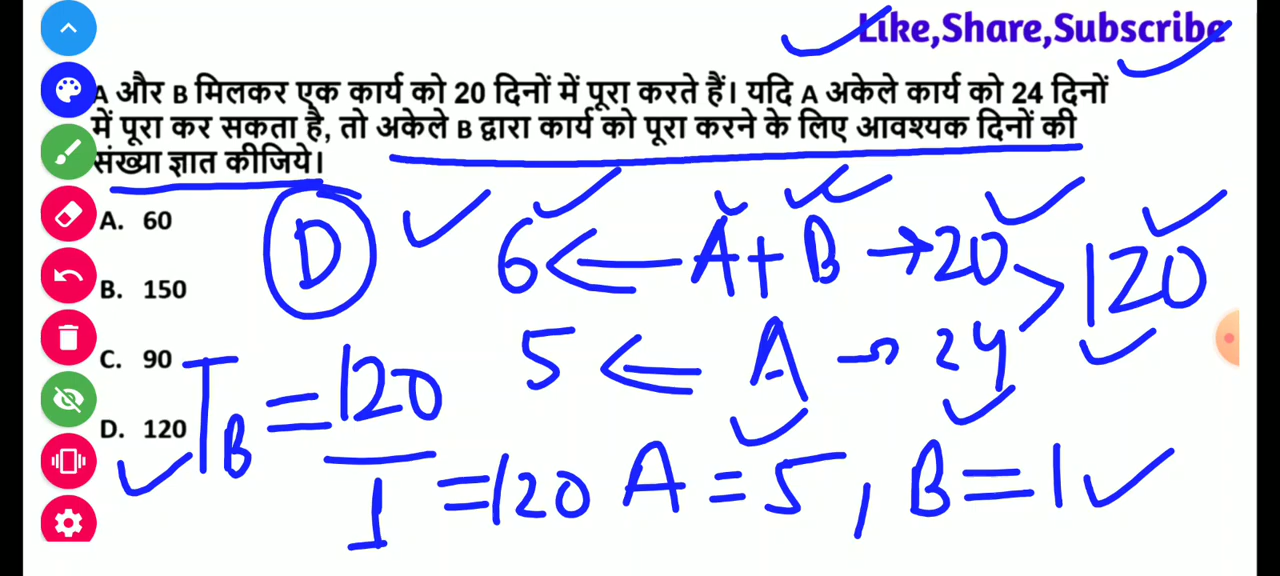 Like,Share,Subscribe
A और B मिलकर एक कार्य को 20 दिनों में पूरा करते हैं। यदि A अकेले कार्य को 24 दिनों
में पूरा कर सकता है, तो अकेले B द्वारा कार्य को पूरा करने के लिए आवश्यक दिनों की
संख्या ज्ञात कीजिये।
A. 60
B. 150
C. 90
D. 120
D
6 ← A + B → 20 > 120
5 ← A → 24
T_B = 120/1 = 120
A = 5, B = 1